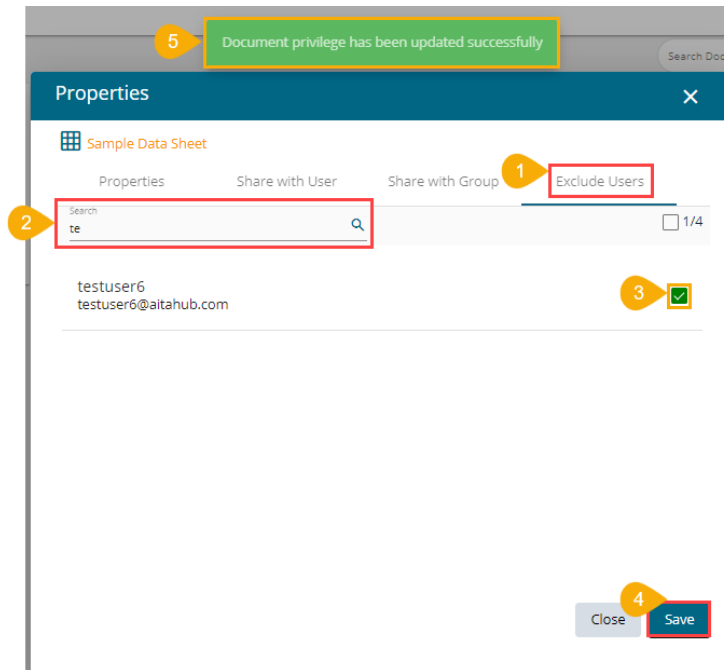 5
Document privilege has been updated successfully
Search Doc
Properties
Sample Data Sheet
Properties
Share with User
Share with Group
1
Exclude Users
2
Search
te
1/4
testuser6
testuser6@aitahub.com
3
4
Close
Save